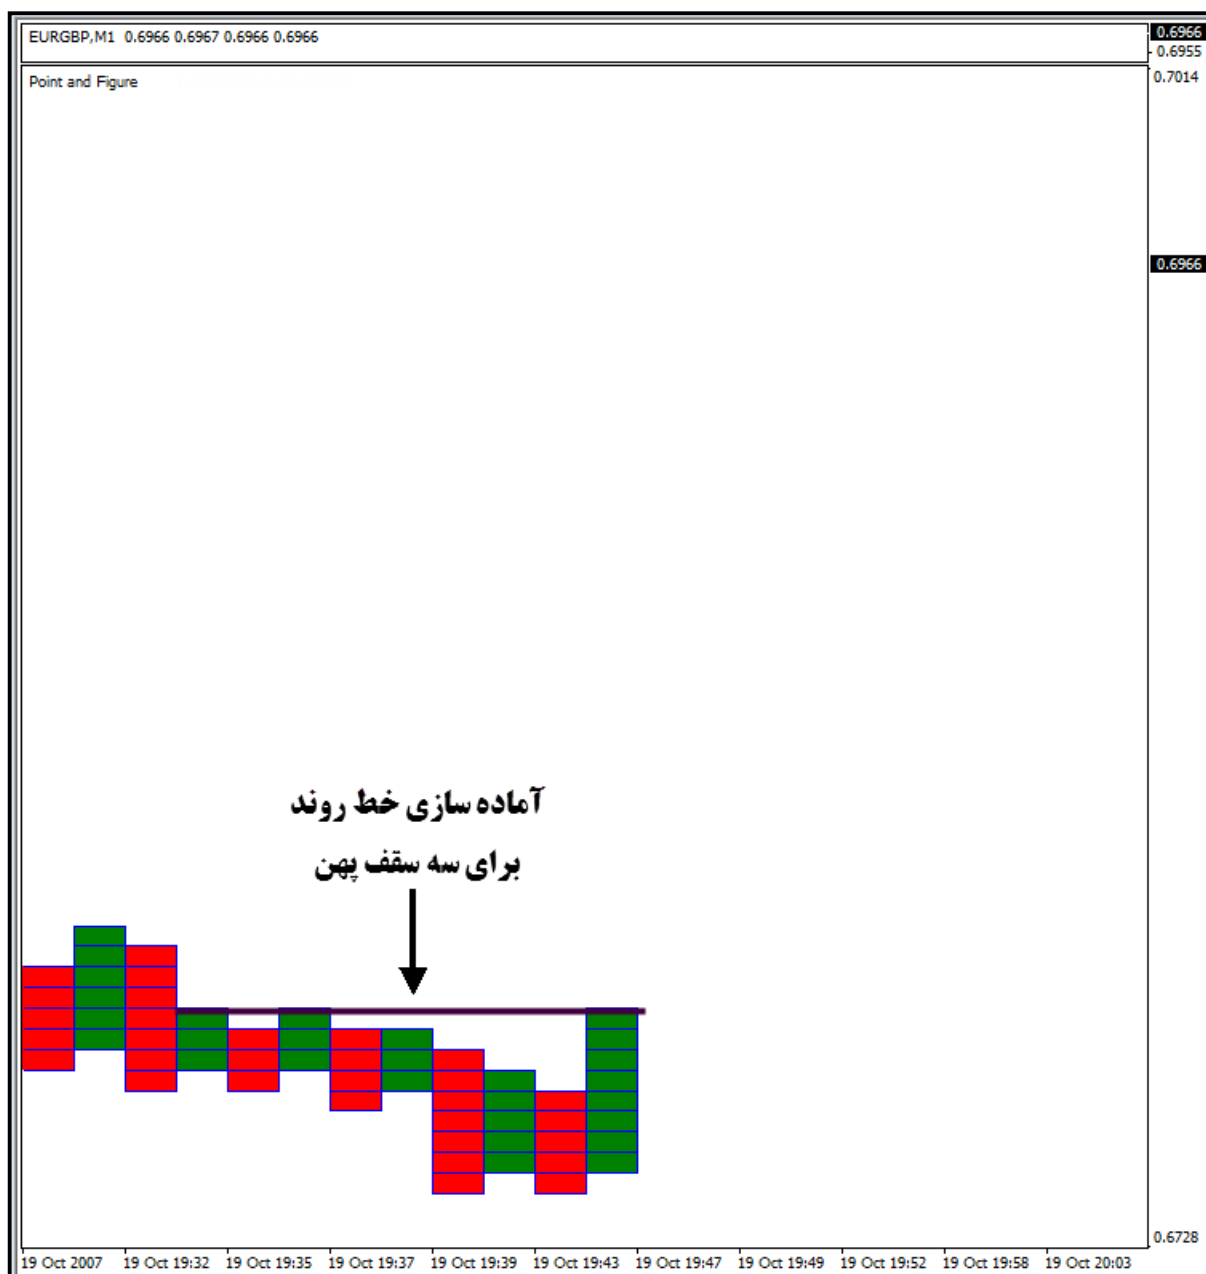 EURGBP,M1 0.6966 0.6967 0.6966 0.6966
0.6966
0.6955
Point and Figure
0.7014
0.6966
آماده سازی خط روند
برای سه سقف پهن
0.6728
19 Oct 2007 19 Oct 19:32 19 Oct 19:35 19 Oct 19:37 19 Oct 19:39 19 Oct 19:43 19 Oct 19:47 19 Oct 19:49 19 Oct 19:52 19 Oct 19:58 19 Oct 20:03